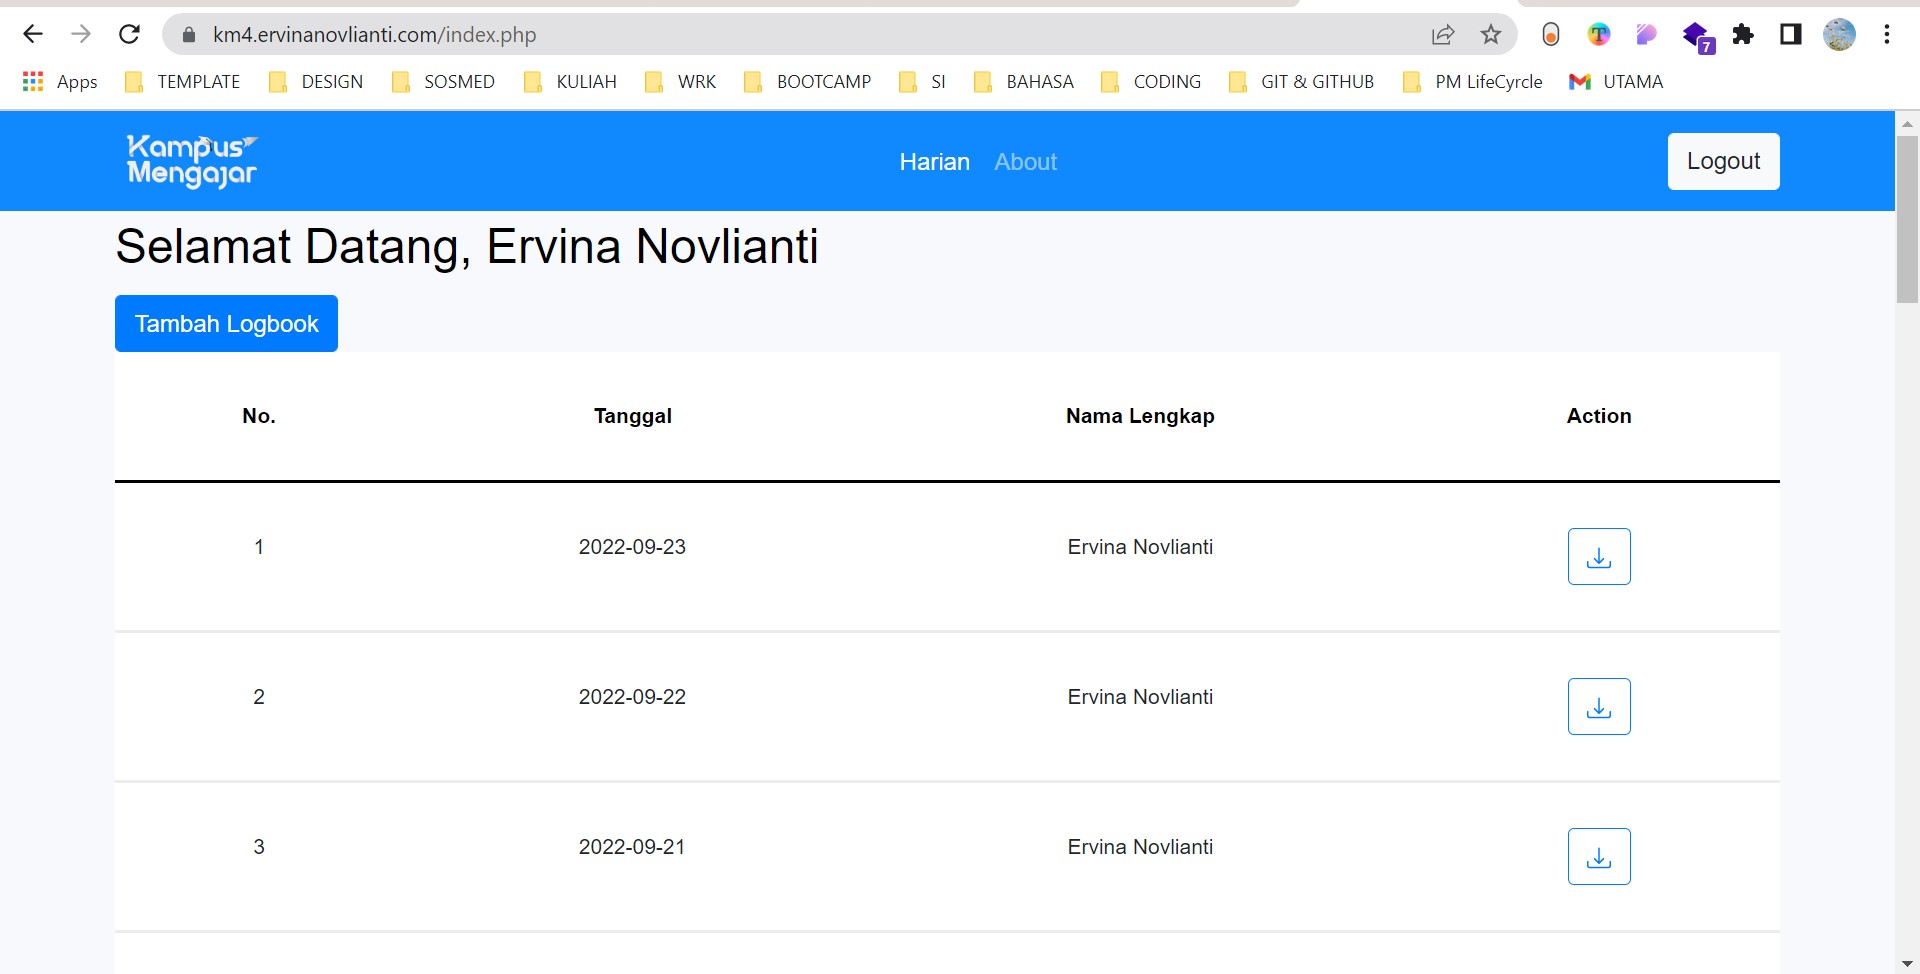 km4.ervinanovlianti.com/index.php
7
Apps TEMPLATE DESIGN SOSMED KULIAH WRK BOOTCAMP SI BAHASA CODING GIT & GITHUB PM LifeCyrcle UTAMA
Kampus
Mengajar
Harian About Logout
Selamat Datang, Ervina Novlianti
Tambah Logbook
No. Tanggal Nama Lengkap Action
1 2022-09-23 Ervina Novlianti
2 2022-09-22 Ervina Novlianti
3 2022-09-21 Ervina Novlianti